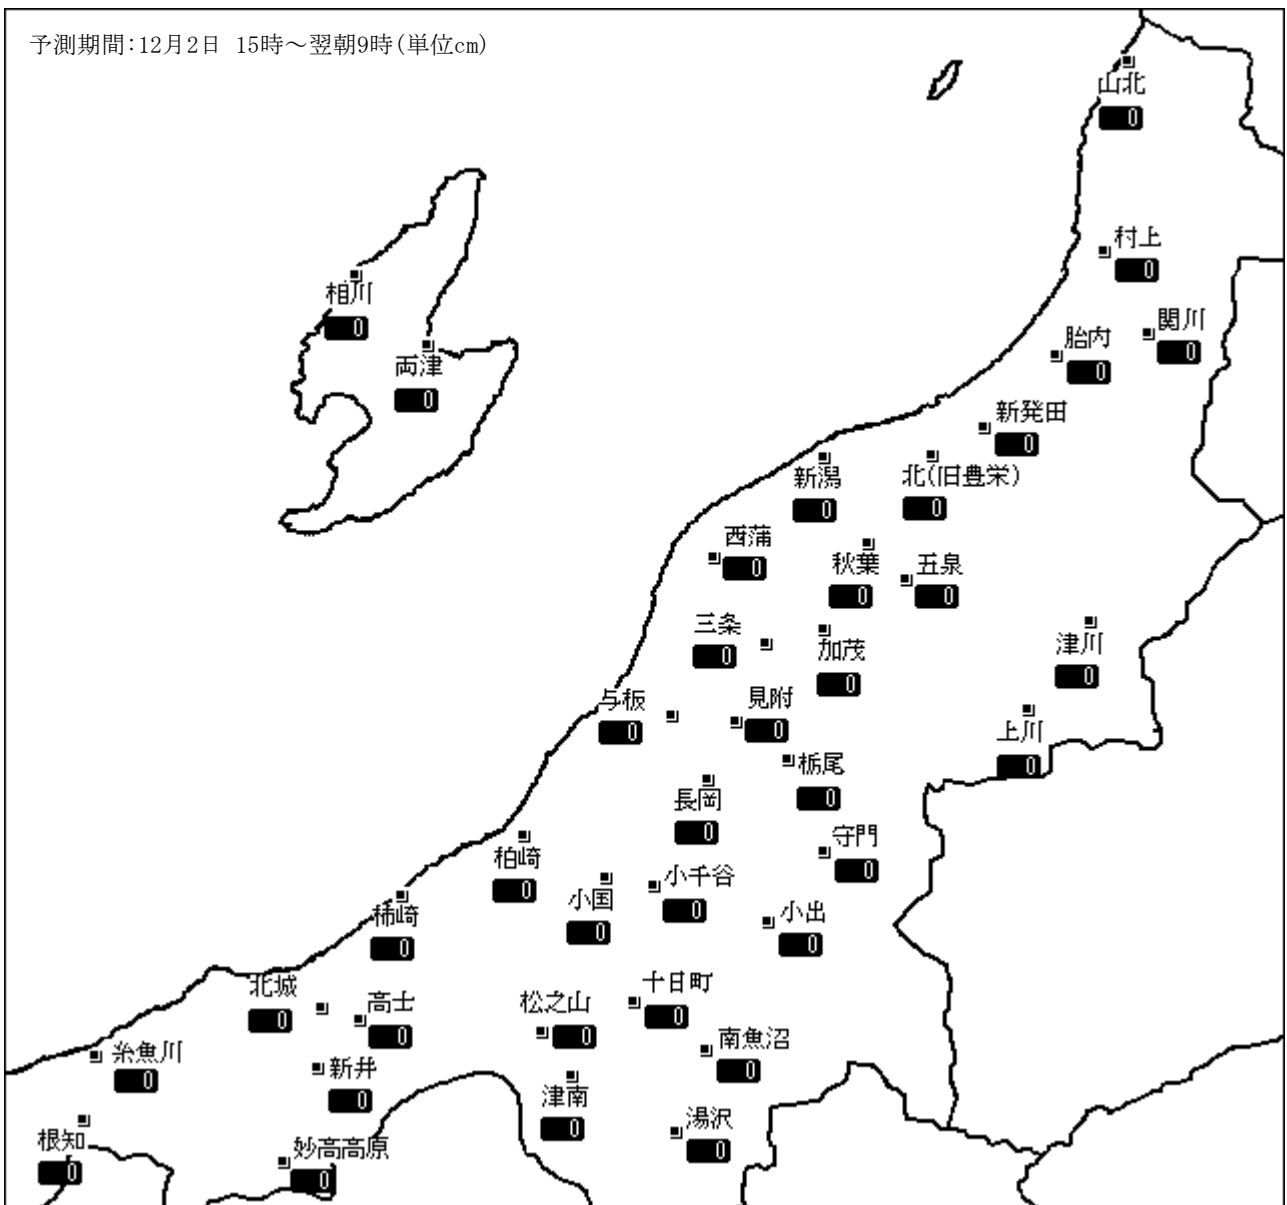 予測期間:12月2日 15時～翌朝9時(単位cm)
山北
0
村上
0
相川
0
関川
0
胎内
0
両津
0
新発田
0
新潟
0
北(旧豊栄)
0
西蒲
0
秋葉
0
五泉
0
三条
0
加茂
0
津川
0
与板
0
見附
0
上川
0
栃尾
0
長岡
0
守門
0
柏崎
0
小国
0
小千谷
0
小出
0
柿崎
0
北城
0
高士
0
松之山
0
十日町
0
南魚沼
0
糸魚川
0
新井
0
津南
0
湯沢
0
根知
0
妙高高原
0